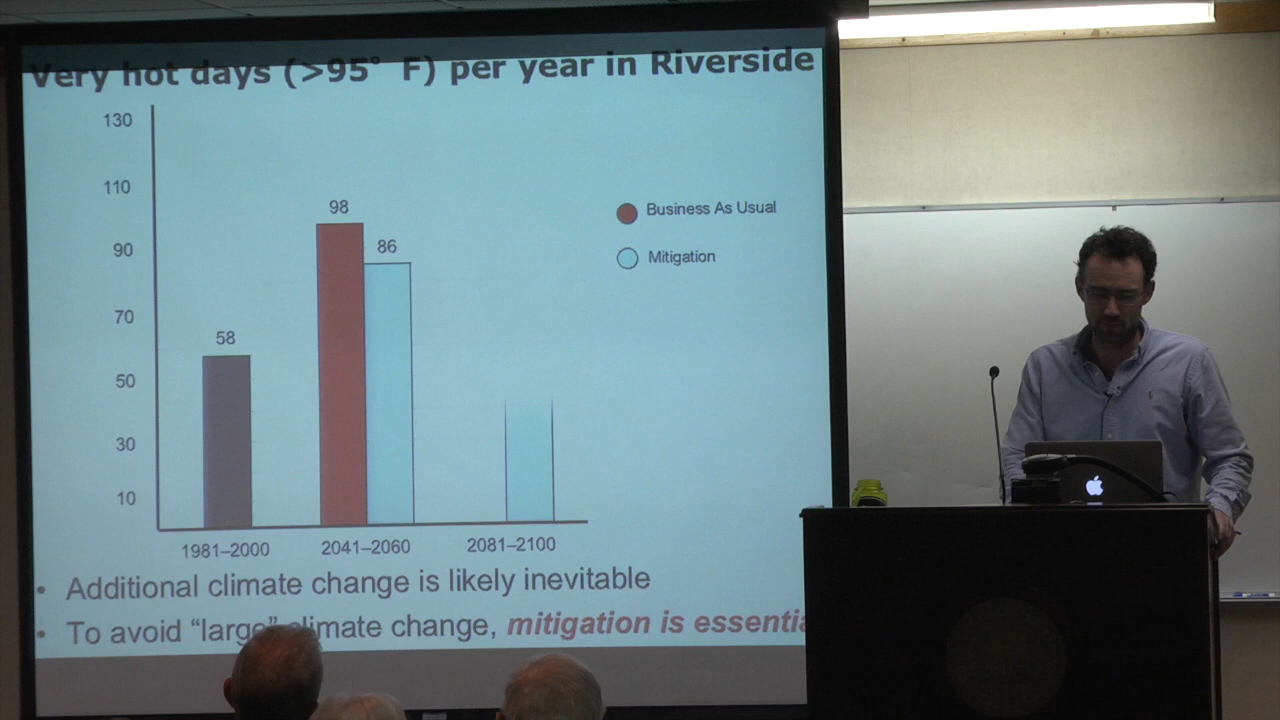 Very hot days (>95° F) per year in Riverside
130
110
90
70
50
30
10
98
86
58
Business As Usual
Mitigation
1981–2000
2041–2060
2081–2100
• Additional climate change is likely inevitable
• To avoid “large” climate change, mitigation is essentia